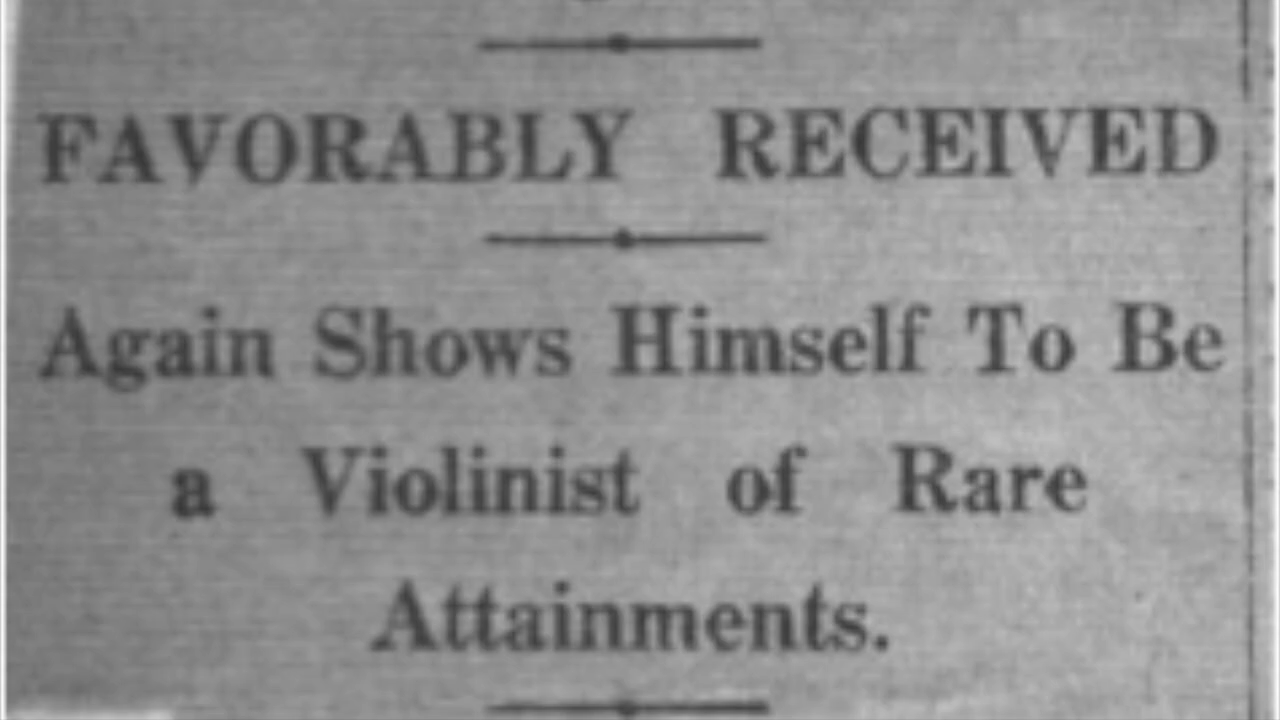 FAVORABLY RECEIVED
Again Shows Himself To Be
a Violinist of Rare
Attainments.